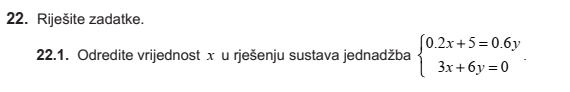 22. Riješite zadatke.
0.2x + 5 = 0.6y
22.1. Odredite vrijednost x u rješenju sustava jednadžba { .
3x + 6y = 0